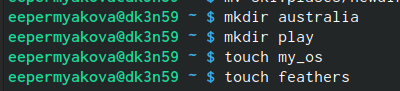 eepermyakova@dk3n59 ~ $ mkdir australia
eepermyakova@dk3n59 ~ $ mkdir play
eepermyakova@dk3n59 ~ $ touch my_os
eepermyakova@dk3n59 ~ $ touch feathers